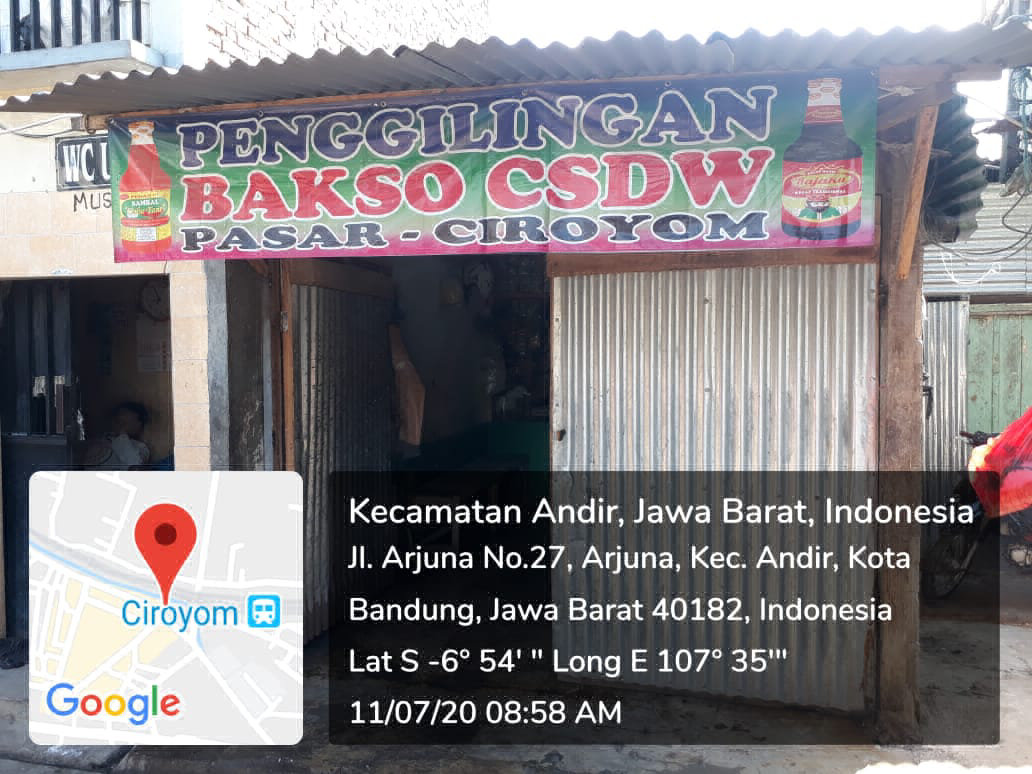 PENGGILINGAN
BAKSO CSDW
PASAR - CIROYOM
WC U
MUS
SAMBAL
Kecamatan Andir, Jawa Barat, Indonesia
Jl. Arjuna No.27, Arjuna, Kec. Andir, Kota
Bandung, Jawa Barat 40182, Indonesia
Lat S -6° 54' " Long E 107° 35'"
11/07/20 08:58 AM
Ciroyom
Google